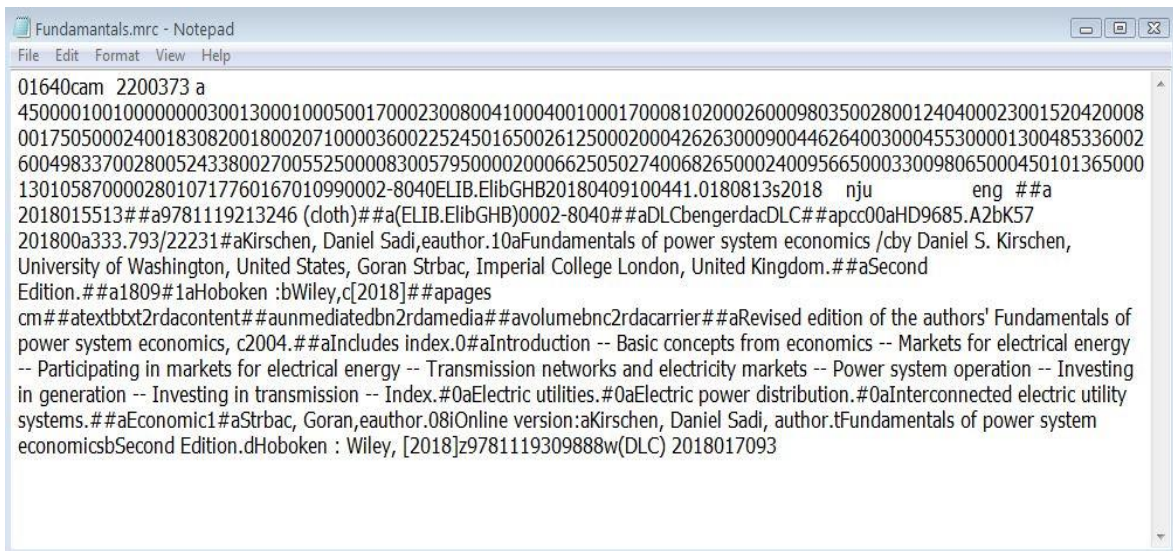 Fundamantals.mrc - Notepad
File Edit Format View Help
01640cam 2200373 a
45000010010000000030013000100050017000230080041000400100017000810200026000980350028001240400023001520420008
00175050002400183082001800207100003600225245016500261250002000426263000900446264003000455300001300485336002
6004983370028005243380027005525000083005795000020006625050274006826500024009566500033009806500045010136500 0
130105870000280107177601670109900 02-8040ELIB.ElibGHB20180409100441.0180813s2018 nju eng ##a
2018015513##a9781119213246 (cloth)##a(ELIB.ElibGHB)0002-8040##aDLCbengerdacDLC##apcc00aHD9685.A2bK57
201800a333.793/22231#aKirschen, Daniel Sadi,eauthor.10aFundamentals of power system economics /cby Daniel S. Kirschen,
University of Washington, United States, Goran Strbac, Imperial College London, United Kingdom.##aSecond
Edition.##a1809#1aHoboken :bWiley,c[2018]##apages
cm##atextbtxt2rdacontent##aunmediatedbn2rdamedia##avolumebnc2rdacarrier##aRevised edition of the authors' Fundamentals of
power system economics, c2004.##aIncludes index.0#aIntroduction -- Basic concepts from economics -- Markets for electrical energy
-- Participating in markets for electrical energy -- Transmission networks and electricity markets -- Power system operation -- Investing
in generation -- Investing in transmission -- Index.#0aElectric utilities.#0aElectric power distribution.#0aInterconnected electric utility
systems.##aEconomic1#aStrbac, Goran,eauthor.08iOnline version:aKirschen, Daniel Sadi, author.tFundamentals of power system
economicsbSecond Edition.dHoboken : Wiley, [2018]z9781119309888w(DLC) 2018017093